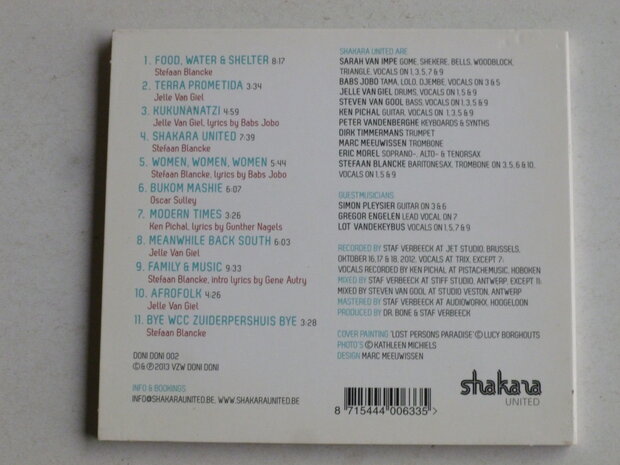 1. FOOD, WATER & SHELTER 8:17
Stefaan Blancke
2. TERRA PROMETIDA 3:34
Jelle Van Giel
3. KUKUNANATZI 4:59
Jelle Van Giel, lyrics by Babs Jobo
4. SHAKARA UNITED 7:39
Stefaan Blancke
5. WOMEN, WOMEN, WOMEN 5:44
Stefaan Blancke, lyrics by Babs Jobo
6. BUKOM MASHIE 6:07
Oscar Sulley
7. MODERN TIMES 3:26
Ken Pichal, lyrics by Gunther Nagels
8. MEANWHILE BACK SOUTH 6:03
Jelle Van Giel
9. FAMILY & MUSIC 9:33
Stefaan Blancke, intro lyrics by Gene Autry
10. AFROFOLK 4:26
Jelle Van Giel
11. BYE WCC ZUIDERPERSHUIS BYE 3:28
Stefaan Blancke
DONI DONI 002
©&℗2013 VZW DONI DONI
INFO & BOOKINGS
INFO@SHAKARAUNITED.BE, WWW.SHAKARAUNITED.BE
SHAKARA UNITED ARE
SARAH VAN IMPE GOME, SHEKERE, BELLS, WOODBLOCK,
TRIANGLE, VOCALS ON 1,3,5,7 & 9
BABS JOBO TAMA, LOLO, DJEMBE, VOCALS ON 3 & 5
JELLE VAN GIEL DRUMS, VOCALS ON 1,5 & 9
STEVEN VAN GOOL BASS, VOCALS ON 1,3,5 & 9
KEN PICHAL GUITAR, VOCALS ON 1,3,5 & 9
PETER VANDENBERGHE KEYBOARDS & SYNTHS
DIRK TIMMERMANS TRUMPET
MARC MEEUWISSEN TROMBONE
ERIC MOREL SOPRANO-, ALTO- & TENORSAX
STEFAAN BLANCKE BARITONESAX, TROMBONE ON 3,5,6 & 10,
VOCALS ON 1,5 & 9
GUESTMUSICIANS
SIMON PLEYSIER GUITAR ON 3 & 6
GREGOR ENGELEN LEAD VOCAL ON 7
LOT VANDEKEYBUS VOCALS ON 1,5,7 & 9
RECORDED BY STAF VERBEECK AT JET STUDIO, BRUSSELS,
OKTOBER 16,17 & 18, 2012. VOCALS AT TRIX, EXCEPT 7:
VOCALS RECORDED BY KEN PICHAL AT PISTACHEMUSIC, HOBOKEN
MIXED BY STAF VERBEECK AT STIFF STUDIO, ANTWERP, EXCEPT 11:
MIXED BY STEVEN VAN GOOL AT STUDIO VESTON, ANTWERP
MASTERED BY STAF VERBEECK AT AUDIOWORKX, HOOGELOON
PRODUCED BY DR. BONE & STAF VERBEECK
COVER PAINTING 'LOST PERSONS PARADISE' © LUCY BORGHOUTS
PHOTO'S © KATHLEEN MICHIELS
DESIGN MARC MEEUWISSEN
8 715444 006335 >
shakara
UNITED